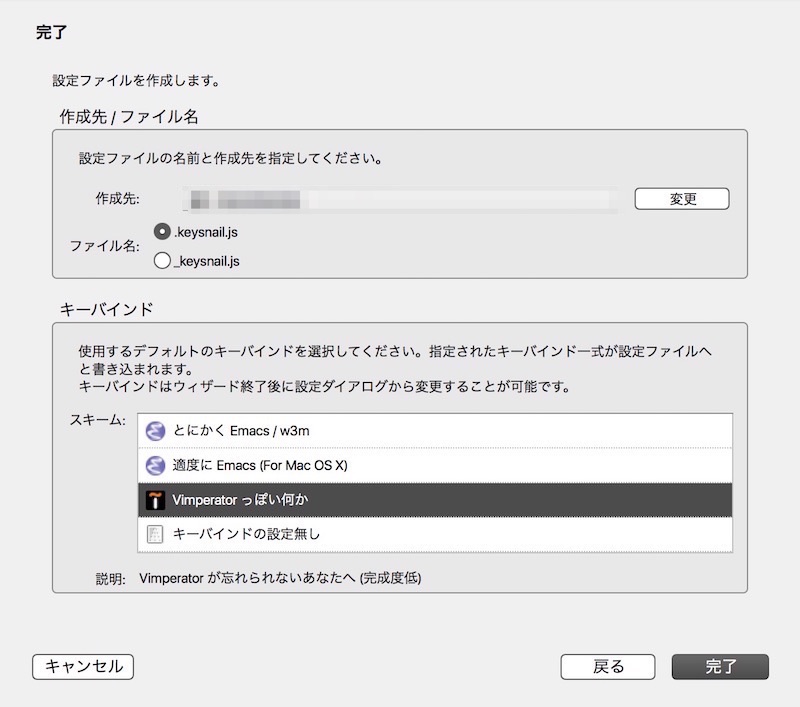 完了
設定ファイルを作成します。
作成先 / ファイル名
設定ファイルの名前と作成先を指定してください。
作成先:
変更
ファイル名:
.keysnail.js
_keysnail.js
キーバインド
使用するデフォルトのキーバインドを選択してください。指定されたキーバインド一式が設定ファイルへ
と書き込まれます。
キーバインドはウィザード終了後に設定ダイアログから変更することが可能です。
スキーム:
とにかく Emacs / w3m
適度に Emacs (For Mac OS X)
Vimperator っぽい何か
キーバインドの設定無し
説明: Vimperator が忘れられないあなたへ (完成度低)
キャンセル
戻る
完了